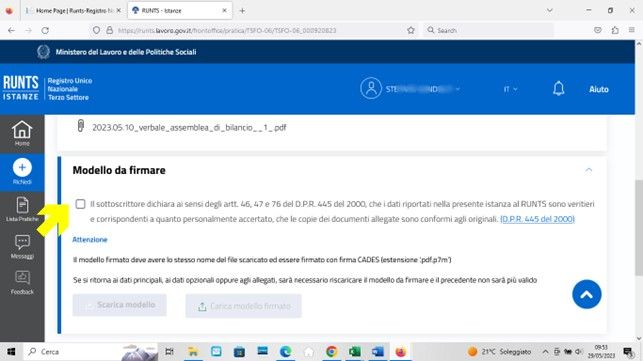 Home Page | Runts-Registro N
RUNTS - Istanze
https://runts.lavoro.gov.it/frontoffice/pratica/TSFO-06/TSFO-06_000920823
Search
Ministero del Lavoro e delle Politiche Sociali
RUNTS
ISTANZE
Registro Unico
Nazionale
Terzo Settore
IT
Aiuto
Home
Richiedi
Lista Pratiche
Messaggi
Feedback
2023.05.10_verbale_assemblea_di_bilancio__1_.pdf
Modello da firmare
Il sottoscrittore dichiara ai sensi degli artt. 46, 47 e 76 del D.P.R. 445 del 2000, che i dati riportati nella presente istanza al RUNTS sono veritieri
e corrispondenti a quanto personalmente accertato, che le copie dei documenti allegate sono conformi agli originali. (D.P.R. 445 del 2000)
Attenzione
Il modello firmato deve avere lo stesso nome del file scaricato ed essere firmato con firma CADES (estensione '.pdf.p7m')
Se si ritorna ai dati principali, ai dati opzionali oppure agli allegati, sarà necessario riscaricare il modello da firmare e il precedente non sarà più valido
Scarica modello
Carica modello firmato
Cerca
21°C Soleggiato
09:53
29/05/2023